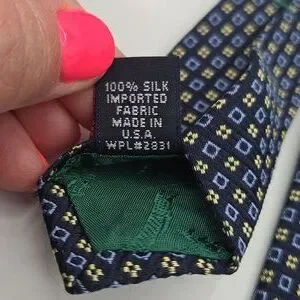 100% SILK
IMPORTED
FABRIC
MADE IN
U.S.A.
WPL#2831